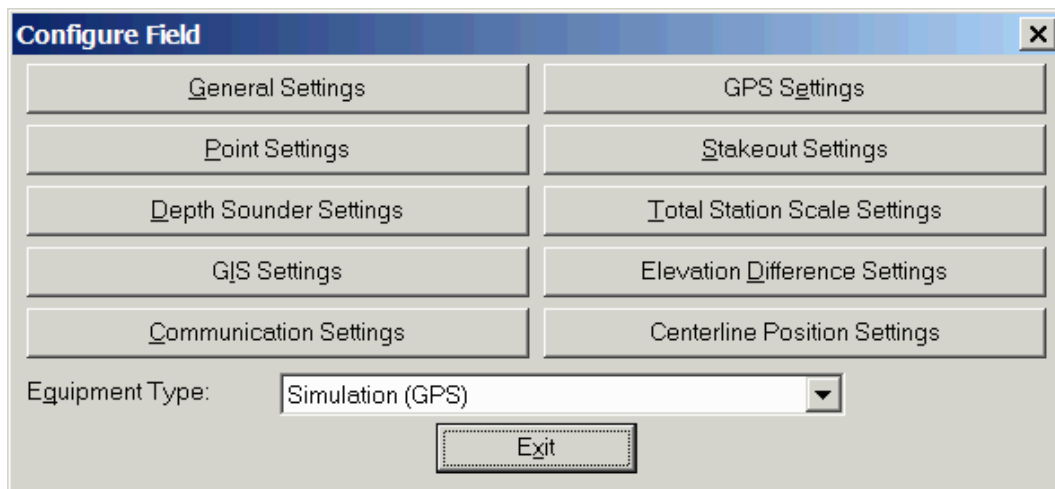 Configure Field
General Settings
GPS Settings
Point Settings
Stakeout Settings
Depth Sounder Settings
Total Station Scale Settings
GIS Settings
Elevation Difference Settings
Communication Settings
Centerline Position Settings
Equipment Type:
Simulation (GPS)
Exit